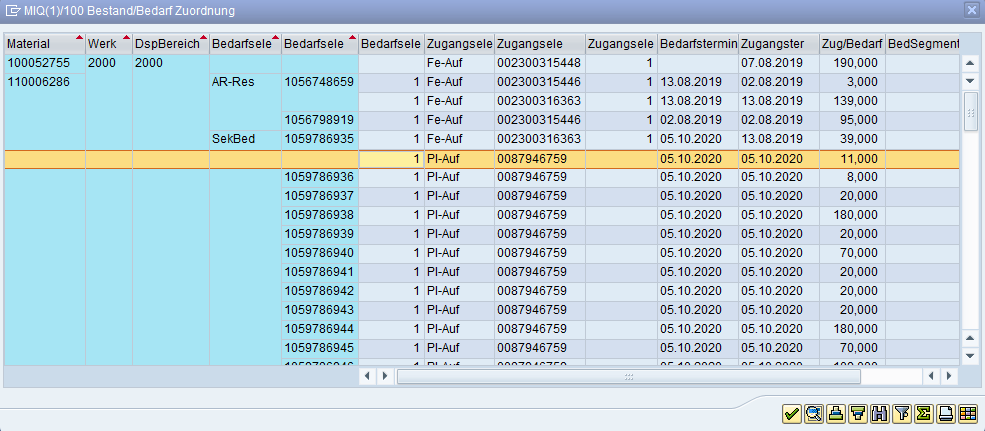 MIQ(1)/100 Bestand/Bedarf Zuordnung
Material Werk DspBereich Bedarfsele Bedarfsele Bedarfsele Zugangsele Zugangsele Zugangsele Bedarfstermin Zugangster Zug/Bedarf BedSegment
100052755 2000 2000 Fe-Auf 002300315448 1 07.08.2019 190,000
110006286 AR-Res 1056748659 1 Fe-Auf 002300315446 1 13.08.2019 02.08.2019 3,000
1 Fe-Auf 002300316363 1 13.08.2019 13.08.2019 139,000
1056798919 1 Fe-Auf 002300315446 1 02.08.2019 02.08.2019 95,000
SekBed 1059786935 1 Fe-Auf 002300316363 1 05.10.2020 13.08.2019 39,000
1 Pl-Auf 0087946759 05.10.2020 05.10.2020 11,000
1059786936 1 Pl-Auf 0087946759 05.10.2020 05.10.2020 8,000
1059786937 1 Pl-Auf 0087946759 05.10.2020 05.10.2020 20,000
1059786938 1 Pl-Auf 0087946759 05.10.2020 05.10.2020 180,000
1059786939 1 Pl-Auf 0087946759 05.10.2020 05.10.2020 20,000
1059786940 1 Pl-Auf 0087946759 05.10.2020 05.10.2020 70,000
1059786941 1 Pl-Auf 0087946759 05.10.2020 05.10.2020 20,000
1059786942 1 Pl-Auf 0087946759 05.10.2020 05.10.2020 20,000
1059786943 1 Pl-Auf 0087946759 05.10.2020 05.10.2020 20,000
1059786944 1 Pl-Auf 0087946759 05.10.2020 05.10.2020 180,000
1059786945 1 Pl-Auf 0087946759 05.10.2020 05.10.2020 70,000